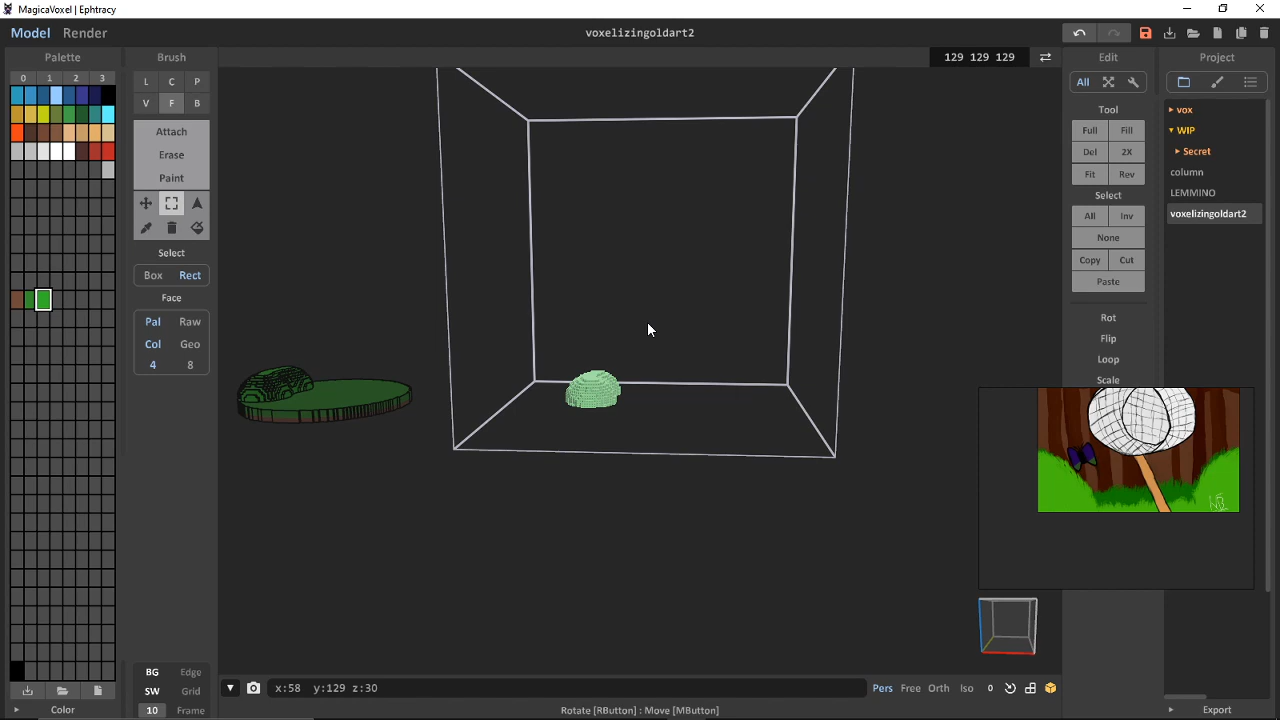 MagicaVoxel | Ephtracy
Model Render
voxelizingoldart2
Palette
Brush
129 129 129
Edit
Project
0 1 2 3
L C P
V F B
Attach
Erase
Paint
Select
Box Rect
Face
Pal Raw
Col Geo
4 8
BG Edge
SW Grid
10 Frame
Color
All
Tool
Full Fill
Del 2X
Fit Rev
Select
All Inv
None
Copy Cut
Paste
Rot
Flip
Loop
Scale
vox
WIP
Secret
column
LEMMINO
voxelizingoldart2
x:58 y:129 z:30
Pers Free Orth Iso 0
Rotate [RButton] : Move [MButton]
Export